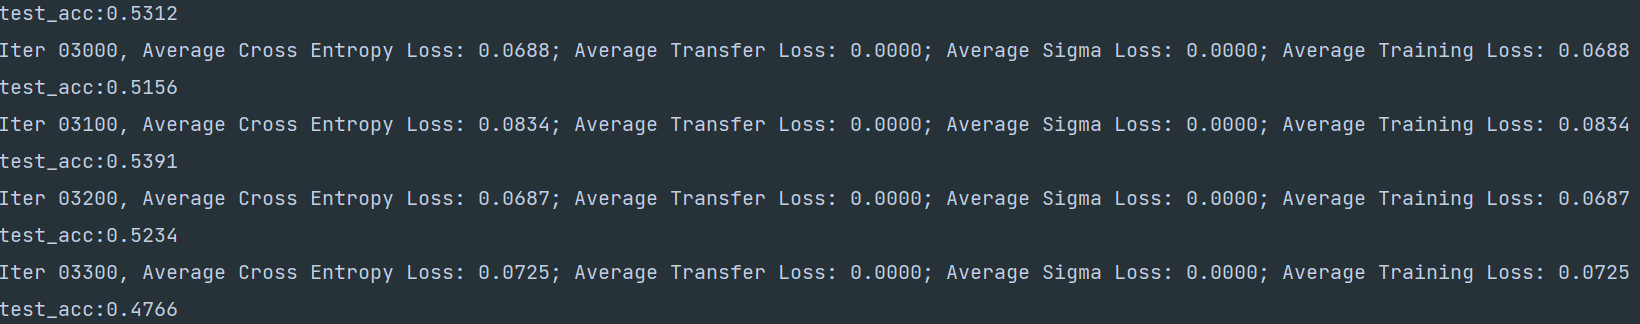 test_acc:0.5312
Iter 03000, Average Cross Entropy Loss: 0.0688; Average Transfer Loss: 0.0000; Average Sigma Loss: 0.0000; Average Training Loss: 0.0688
test_acc:0.5156
Iter 03100, Average Cross Entropy Loss: 0.0834; Average Transfer Loss: 0.0000; Average Sigma Loss: 0.0000; Average Training Loss: 0.0834
test_acc:0.5391
Iter 03200, Average Cross Entropy Loss: 0.0687; Average Transfer Loss: 0.0000; Average Sigma Loss: 0.0000; Average Training Loss: 0.0687
test_acc:0.5234
Iter 03300, Average Cross Entropy Loss: 0.0725; Average Transfer Loss: 0.0000; Average Sigma Loss: 0.0000; Average Training Loss: 0.0725
test_acc:0.4766